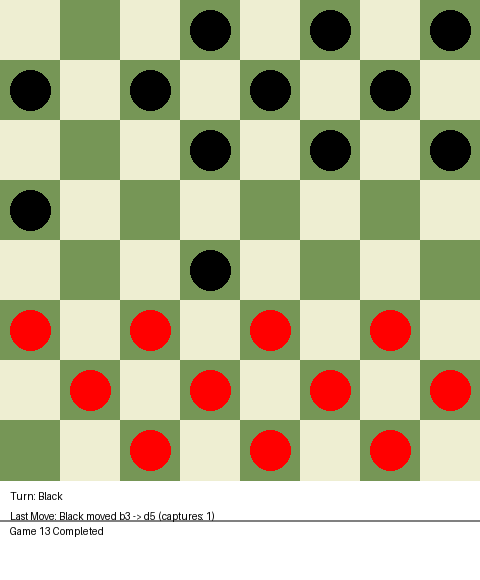 Turn: Black
Last Move: Black moved b3 -> d5 (captures: 1)
Game 13 Completed